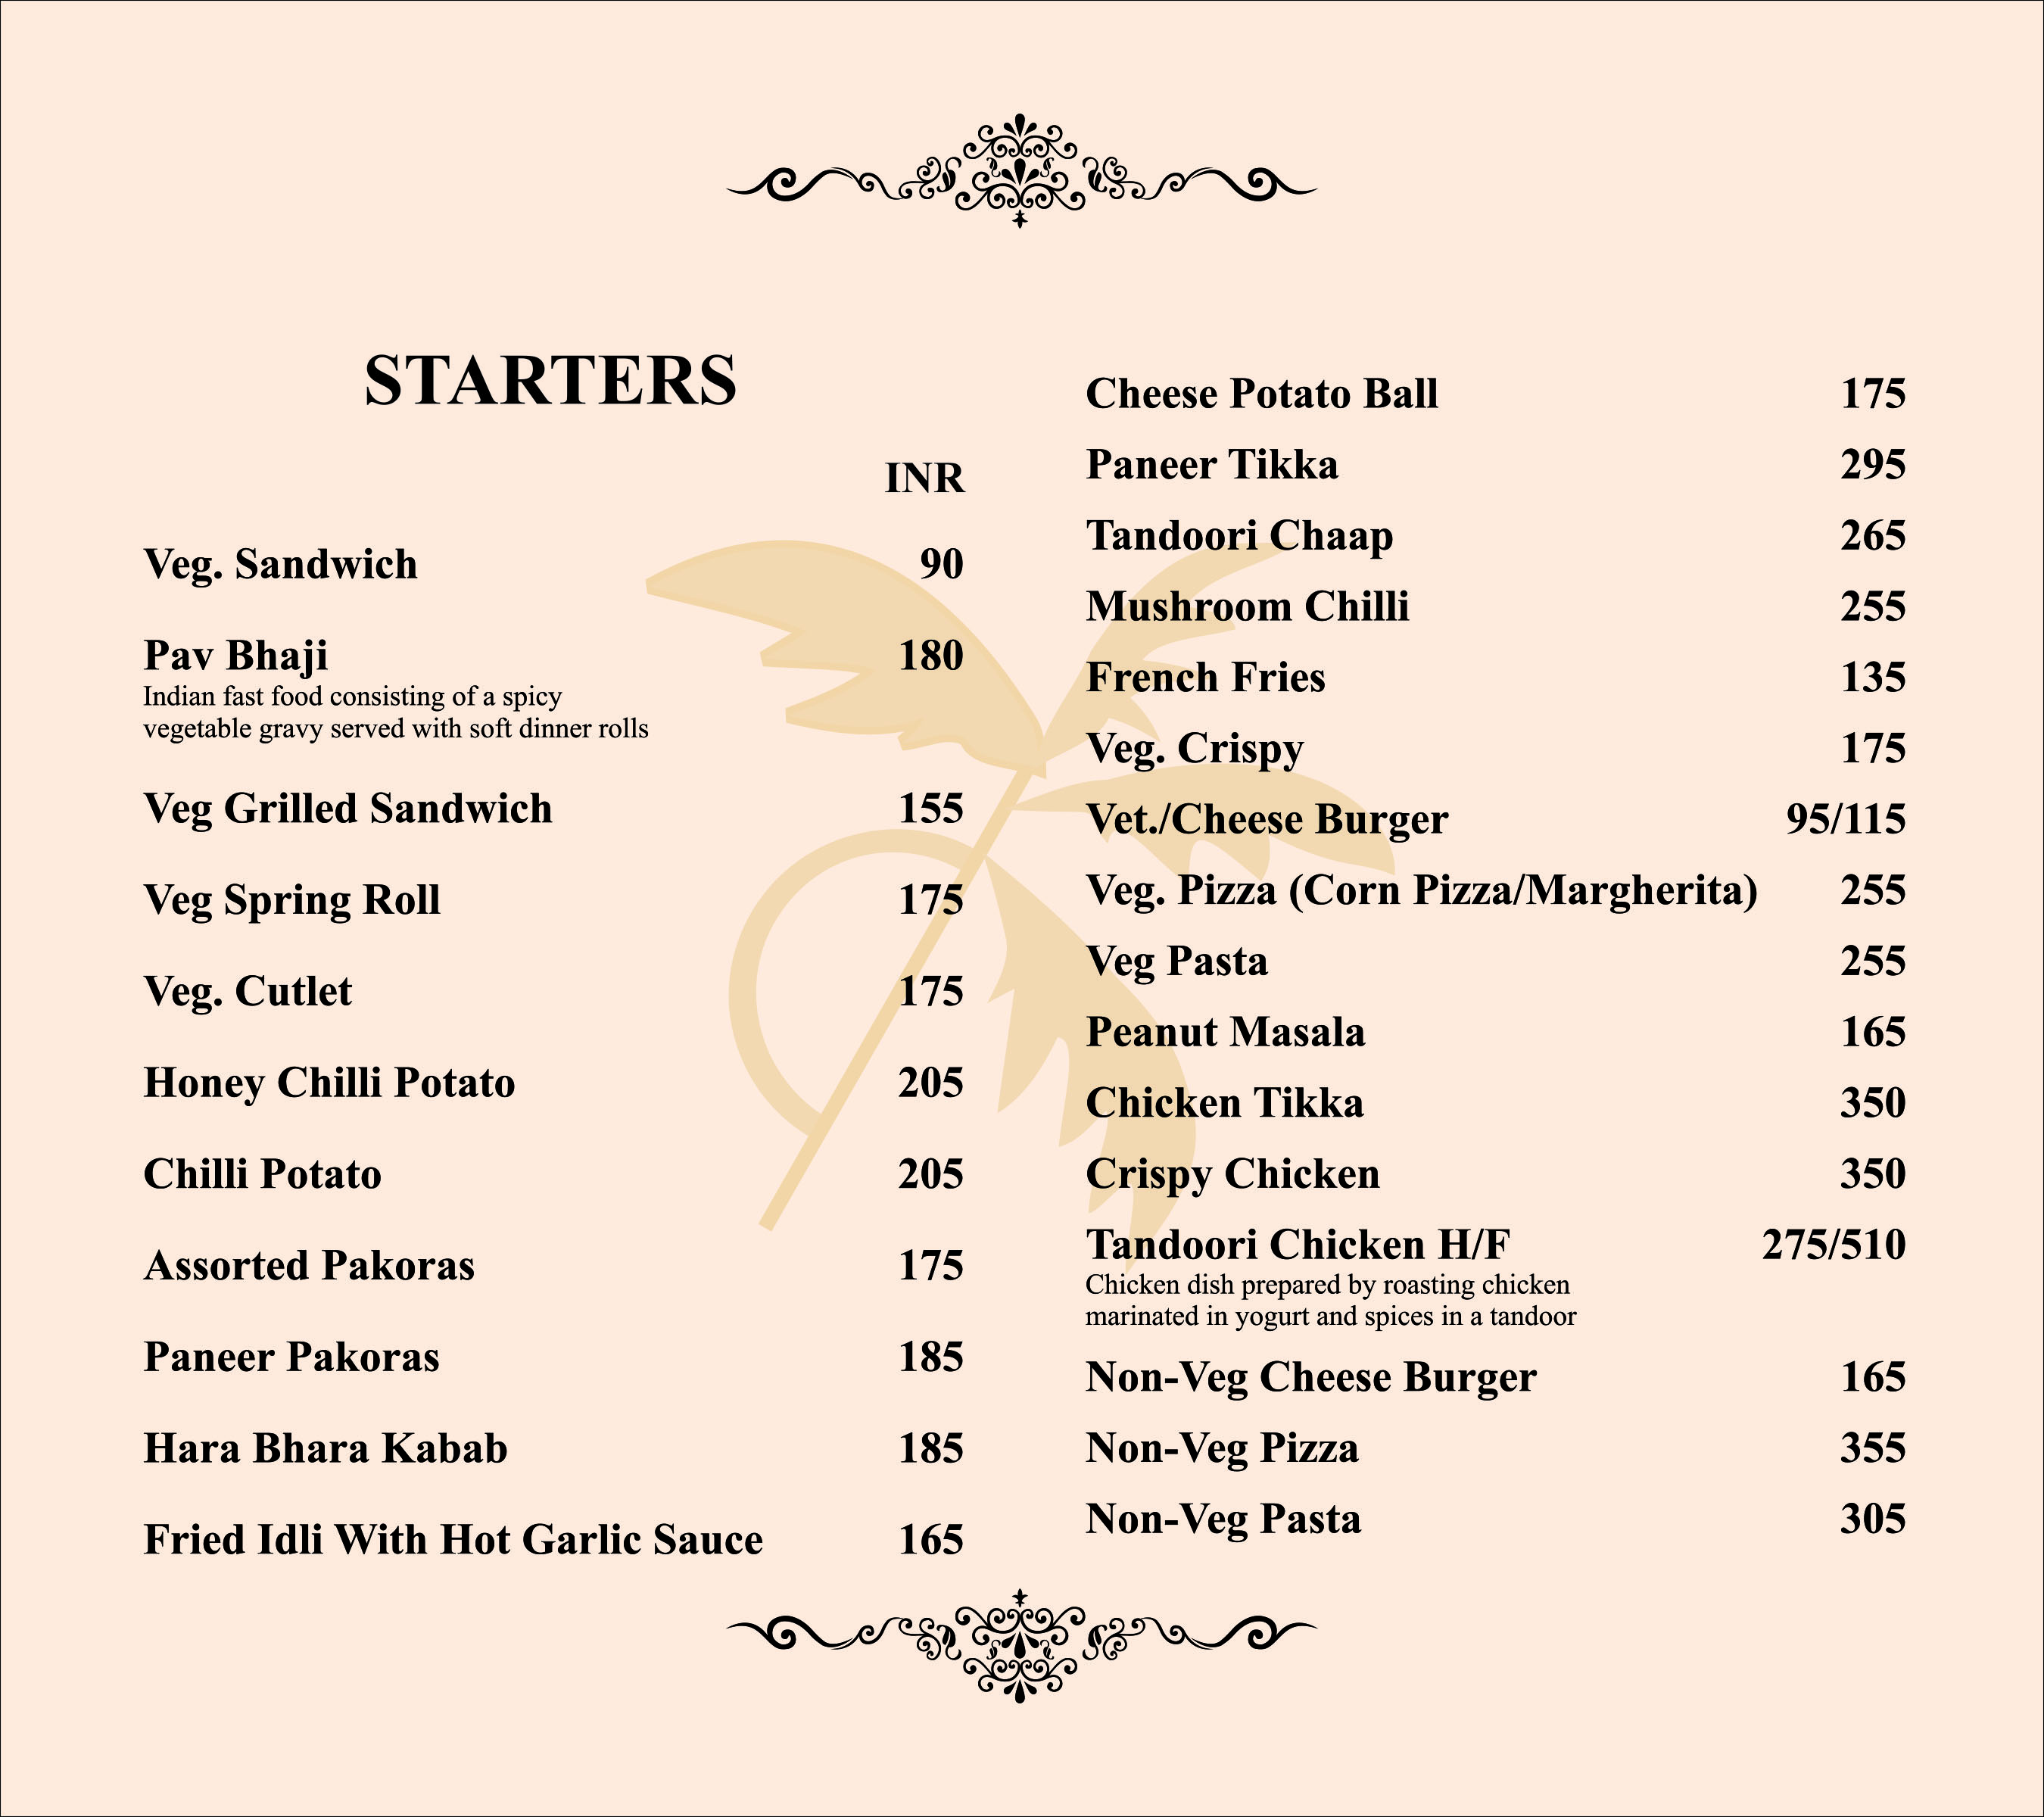 STARTERS
INR
Veg. Sandwich 90
Pav Bhaji 180
Indian fast food consisting of a spicy
vegetable gravy served with soft dinner rolls
Veg Grilled Sandwich 155
Veg Spring Roll 175
Veg. Cutlet 175
Honey Chilli Potato 205
Chilli Potato 205
Assorted Pakoras 175
Paneer Pakoras 185
Hara Bhara Kabab 185
Fried Idli With Hot Garlic Sauce 165
Cheese Potato Ball 175
Paneer Tikka 295
Tandoori Chaap 265
Mushroom Chilli 255
French Fries 135
Veg. Crispy 175
Vet./Cheese Burger 95/115
Veg. Pizza (Corn Pizza/Margherita) 255
Veg Pasta 255
Peanut Masala 165
Chicken Tikka 350
Crispy Chicken 350
Tandoori Chicken H/F 275/510
Chicken dish prepared by roasting chicken
marinated in yogurt and spices in a tandoor
Non-Veg Cheese Burger 165
Non-Veg Pizza 355
Non-Veg Pasta 305